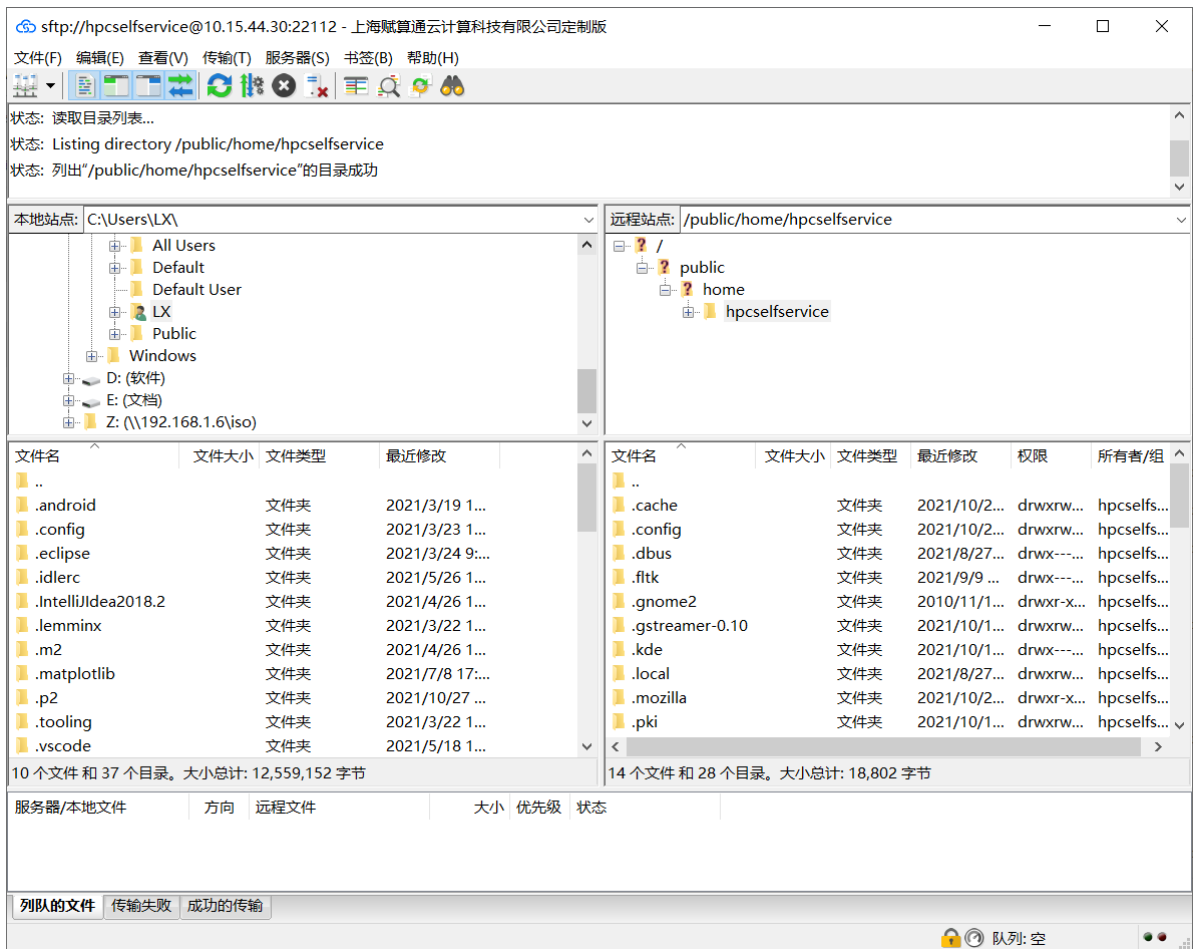 sftp://hpcselfservice@10.15.44.30:22112 - 上海赋算通云计算科技有限公司定制版
文件(F) 编辑(E) 查看(V) 传输(T) 服务器(S) 书签(B) 帮助(H)
状态: 读取目录列表...
状态: Listing directory /public/home/hpcselfservice
状态: 列出"/public/home/hpcselfservice"的目录成功
本地站点: C:\Users\LX\
All Users
Default
Default User
LX
Public
Windows
D: (软件)
E: (文档)
Z: (\\192.168.1.6\iso)
远程站点: /public/home/hpcselfservice
/
public
home
hpcselfservice
文件名 文件大小 文件类型 最近修改
..
.android 文件夹 2021/3/19 1...
.config 文件夹 2021/3/23 1...
.eclipse 文件夹 2021/3/24 9:...
.idlerc 文件夹 2021/5/26 1...
.IntelliJIdea2018.2 文件夹 2021/4/26 1...
.lemminx 文件夹 2021/3/22 1...
.m2 文件夹 2021/4/26 1...
.matplotlib 文件夹 2021/7/8 17:...
.p2 文件夹 2021/10/27 ...
.tooling 文件夹 2021/3/22 1...
.vscode 文件夹 2021/5/18 1...
10 个文件 和 37 个目录。大小总计: 12,559,152 字节
文件名 文件大小 文件类型 最近修改 权限 所有者/组
..
.cache 文件夹 2021/10/2... drwxrw... hpcselfs...
.config 文件夹 2021/10/2... drwxrw... hpcselfs...
.dbus 文件夹 2021/8/27... drwx---... hpcselfs...
.fltk 文件夹 2021/9/9 ... drwx---... hpcselfs...
.gnome2 文件夹 2010/11/1... drwxr-x... hpcselfs...
.gstreamer-0.10 文件夹 2021/10/1... drwxrw... hpcselfs...
.kde 文件夹 2021/10/1... drwx---... hpcselfs...
.local 文件夹 2021/8/27... drwxrw... hpcselfs...
.mozilla 文件夹 2021/10/2... drwxr-x... hpcselfs...
.pki 文件夹 2021/10/1... drwxrw... hpcselfs...
14 个文件 和 28 个目录。大小总计: 18,802 字节
服务器/本地文件 方向 远程文件 大小 优先级 状态
列队的文件 传输失败 成功的传输
队列: 空